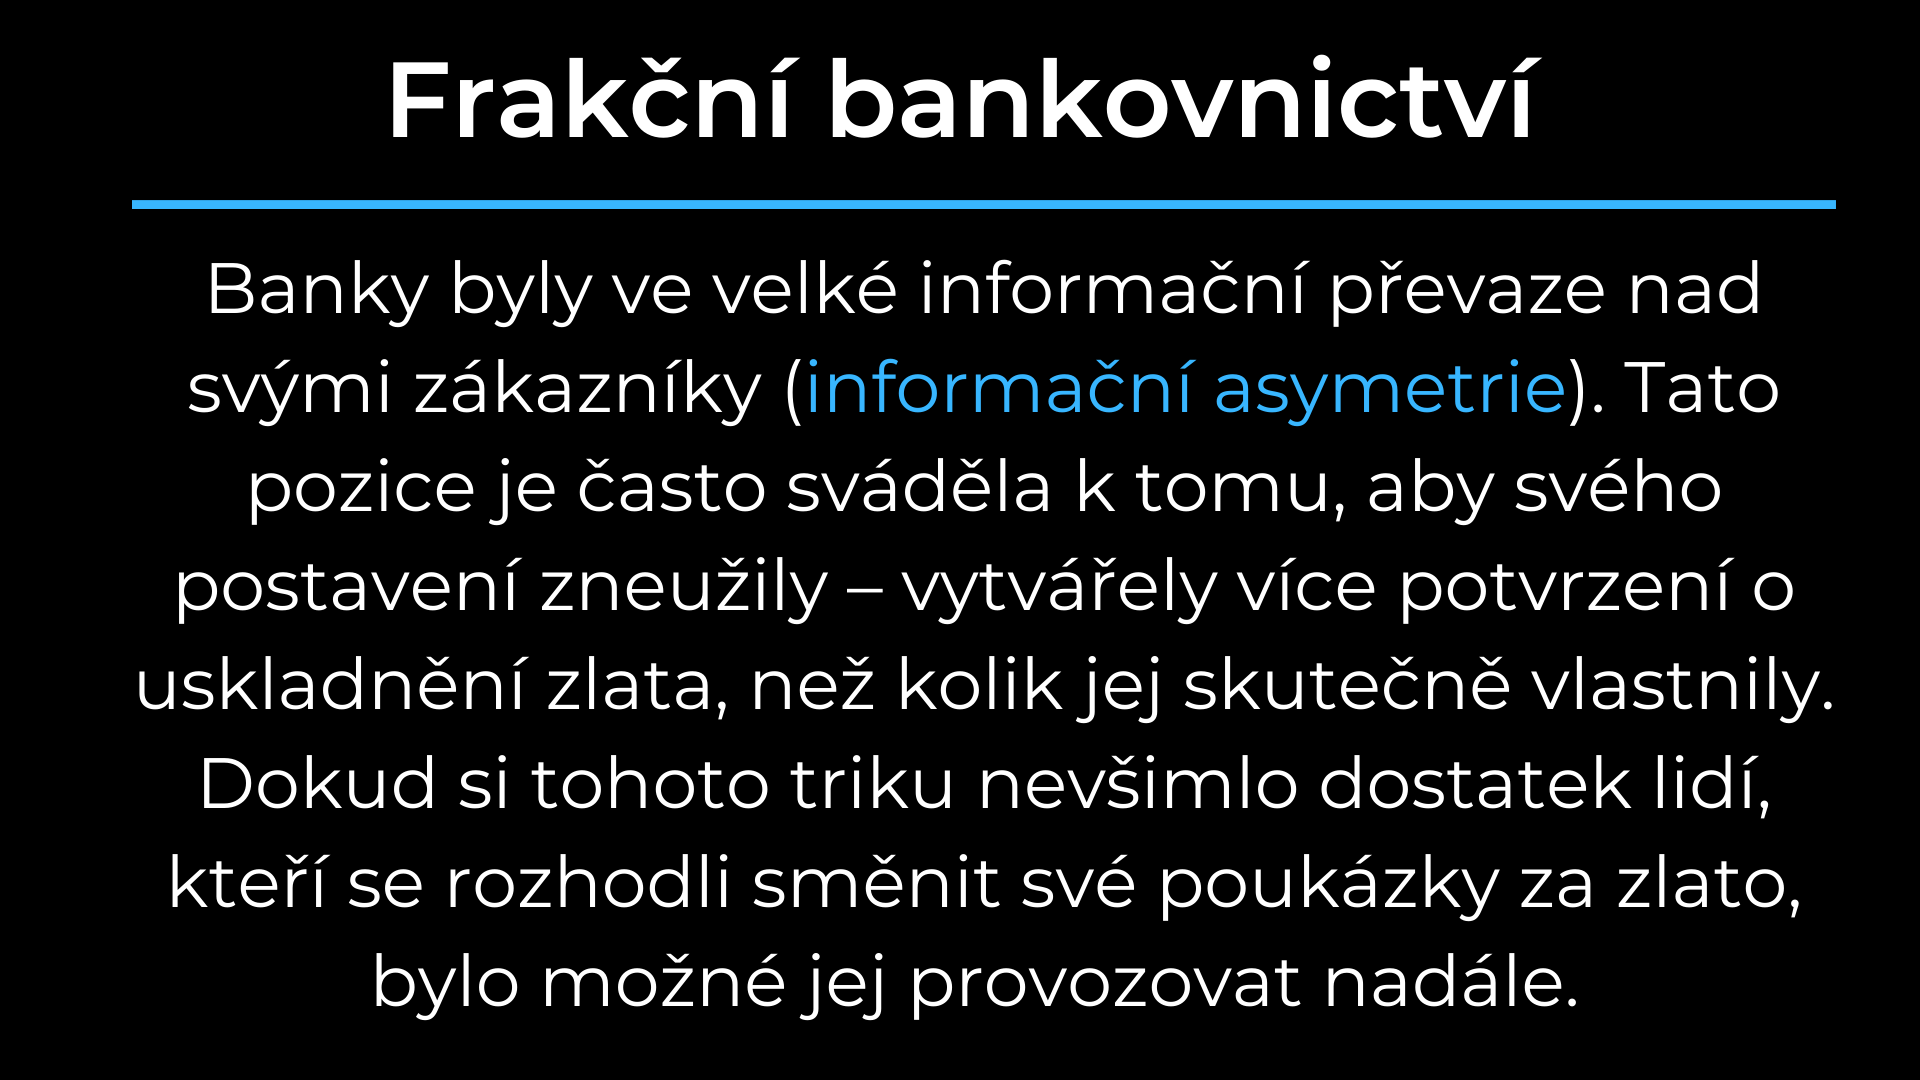 Frakční bankovnictví
Banky byly ve velké informační převaze nad
svými zákazníky (informační asymetrie). Tato
pozice je často sváděla k tomu, aby svého
postavení zneužily – vytvářely více potvrzení o
uskladnění zlata, než kolik jej skutečně vlastnily.
Dokud si tohoto triku nevšimlo dostatek lidí,
kteří se rozhodli směnit své poukázky za zlato,
bylo možné jej provozovat nadále.